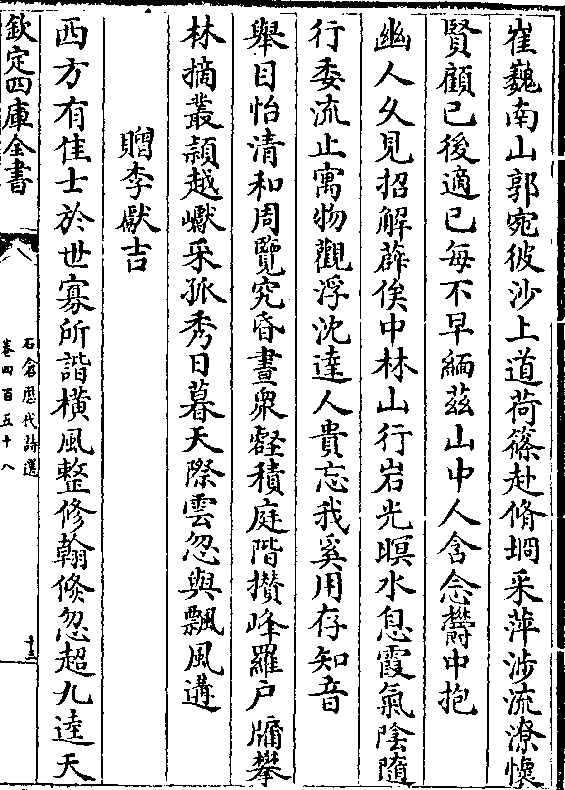 崔巍南山郭宛彼沙上道荷篠赴脩坰采萍涉流潦懷
賢顧已後適已每不早緬茲山中人含念鬱中抱
幽人夂見招解薜俟中林山行岩光暝水息霞氣陰隨
行委流止寓物觀浮沈達人貴忘我奚用存知音
舉目怡清和周覽究昏晝衆壑積庭階攢峰羅戶牖攀
林摘叢穎越巘采孤秀日暮天際雲忽與飄風遘
贈李獻吉
西方有佳士於世寡所諧橫風整修翰倏忽超九逵天
欽定四庫全書
石倉歷代詩選
卷四百五十八
十三